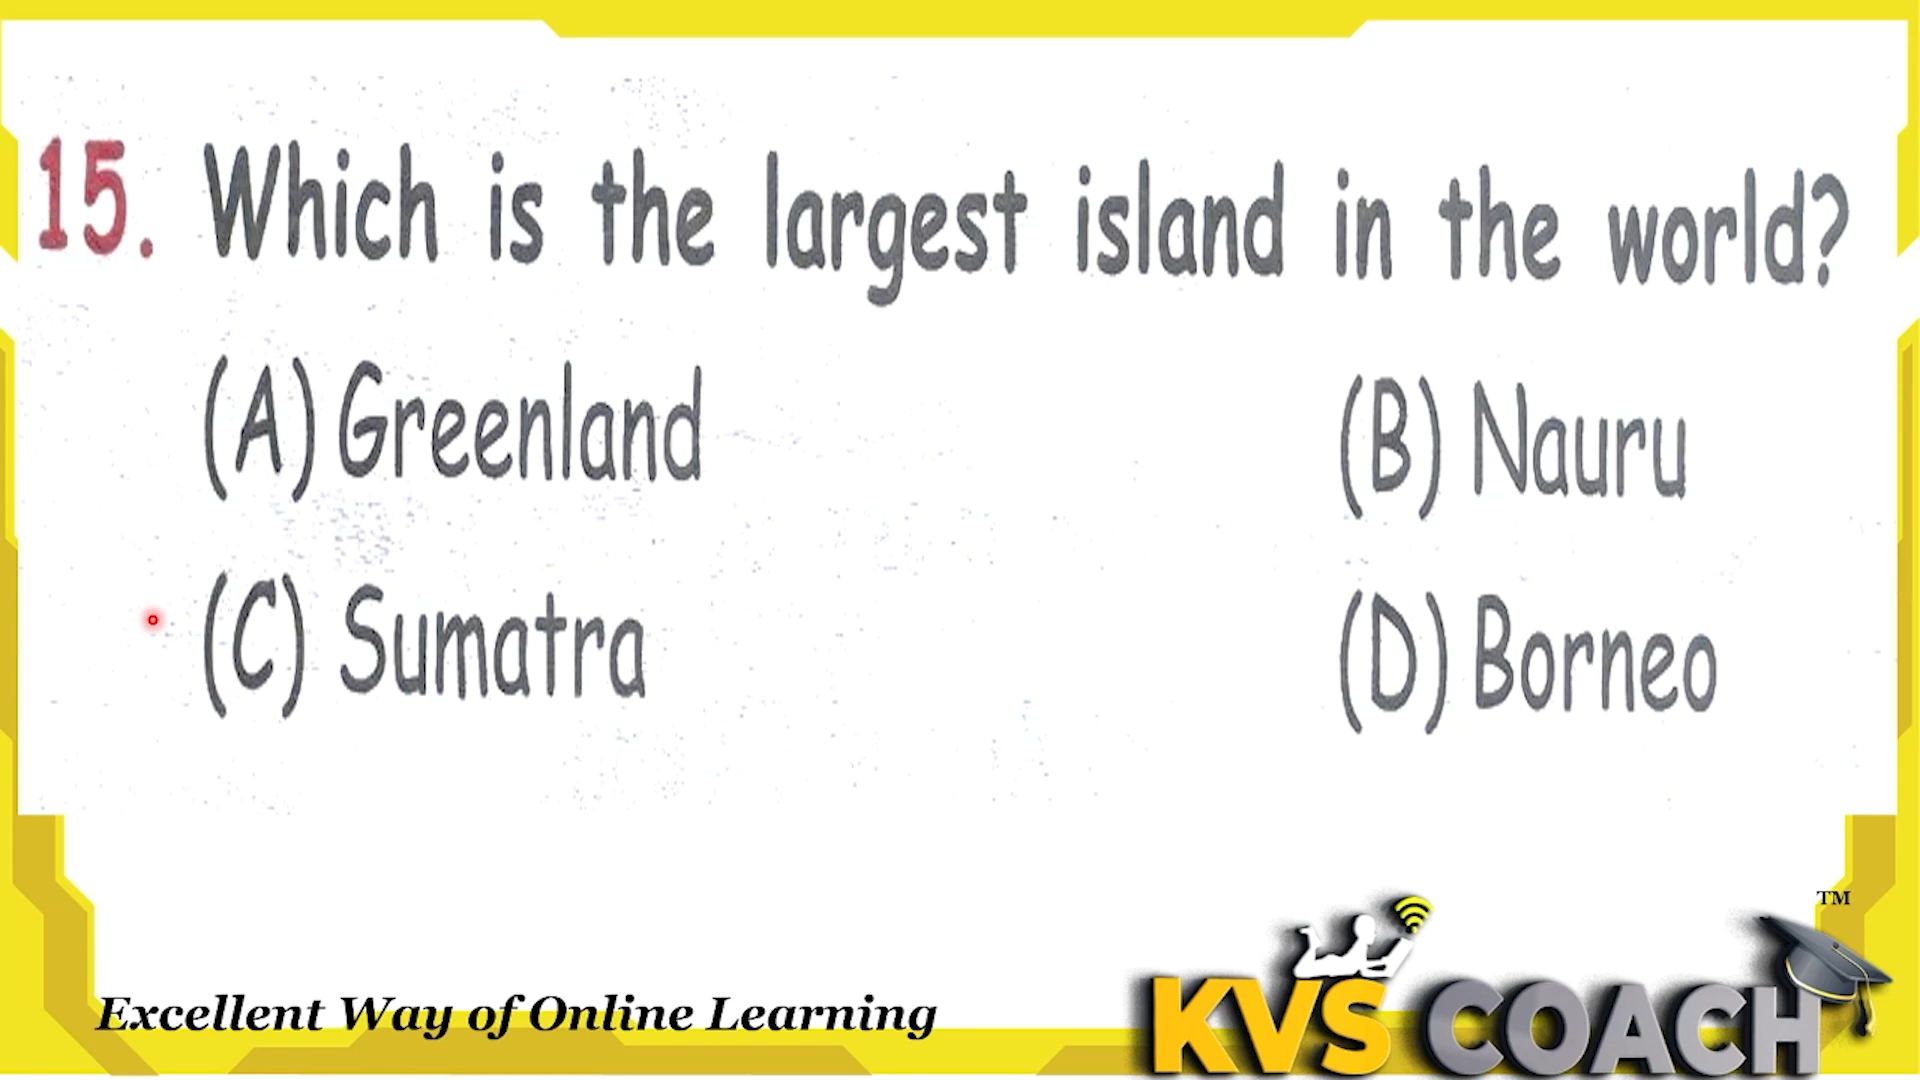 15. Which is the largest island in the world?
(A) Greenland (B) Nauru
(C) Sumatra (D) Borneo
TM
Excellent Way of Online Learning
KVS COACH